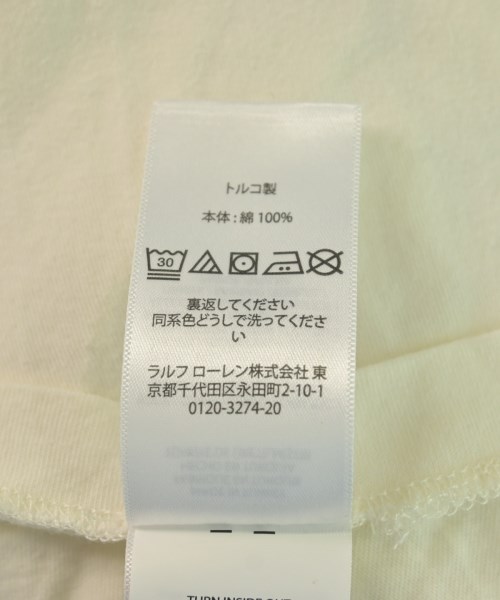 トルコ製
本体 : 綿 100%
30
裏返してください
同系色どうしで洗ってくださ
い
ラルフ ローレン株式会社 東
京都千代田区永田町2-10-1
0120-3274-20
TURN INSIDE OUT